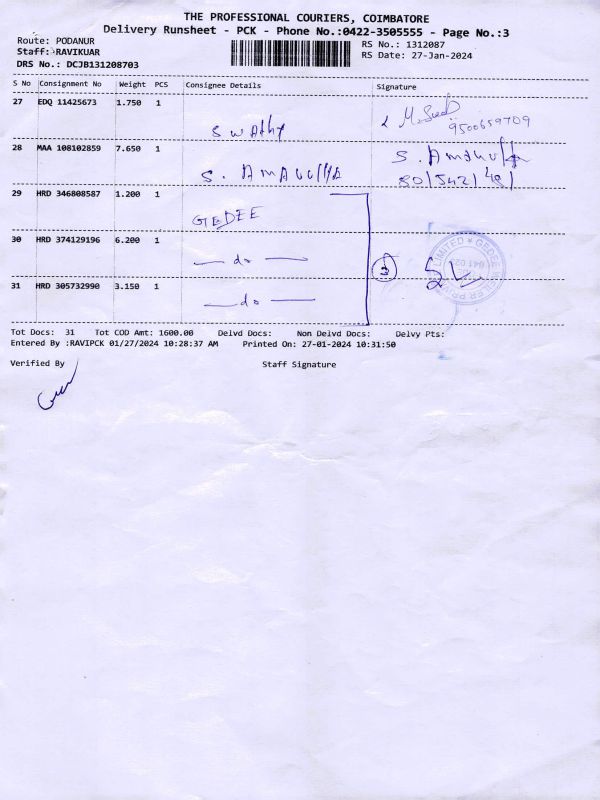 THE PROFESSIONAL COURIERS, COIMBATORE
Delivery Runsheet - PCK - Phone No.:0422-3505555 - Page No.:3
Route: PODANUR
Staff: RAVIKUAR
DRS No.: DCJB131208703
RS No.: 1312087
RS Date: 27-Jan-2024
S No Consignment No Weight PCS Consignee Details Signature
27 EDQ 11425673 1.750 1 Swathy
9500659709
28 MAA 108102859 7.650 1 S. AMAUllA
29 HRD 346808587 1.200 1 GEDEE
30 HRD 374129196 6.200 1 — do —
3
31 HRD 305732990 3.150 1 — do —
Tot Docs: 31 Tot COD Amt: 1600.00 Delvd Docs: Non Delvd Docs: Delvy Pts:
Entered By :RAVIPCK 01/27/2024 10:28:37 AM Printed On: 27-01-2024 10:31:50
Verified By Staff Signature